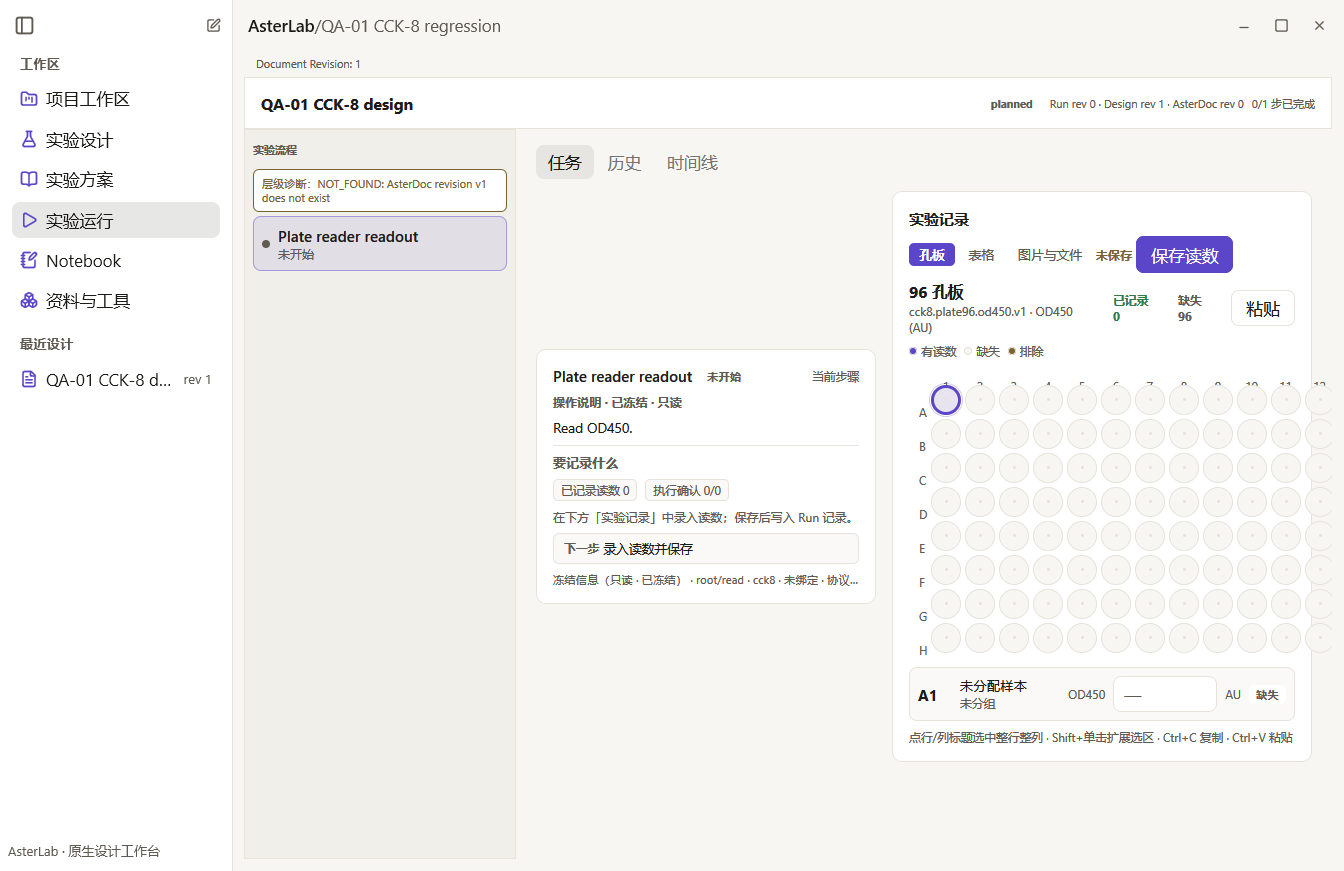 AsterLab/QA-01 CCK-8 regression
工作区
项目工作区
实验设计
实验方案
实验运行
Notebook
资料与工具
最近设计
QA-01 CCK-8 d... rev 1
AsterLab · 原生设计工作台
Document Revision: 1
QA-01 CCK-8 design
planned Run rev 0 · Design rev 1 · AsterDoc rev 0 0/1 步已完成
实验流程
层级诊断：NOT_FOUND: AsterDoc revision v1
does not exist
Plate reader readout
未开始
任务 历史 时间线
Plate reader readout 未开始 当前步骤
操作说明 · 已冻结 · 只读
Read OD450.
要记录什么
已记录读数 0 执行确认 0/0
在下方「实验记录」中录入读数；保存后写入 Run 记录。
下一步 录入读数并保存
冻结信息（只读 · 已冻结） · root/read · cck8 · 未绑定 · 协议...
实验记录
孔板 表格 图片与文件 未保存 保存读数
96 孔板
cck8.plate96.od450.v1 · OD450
(AU)
已记录
0
缺失
96
粘贴
有读数 缺失 排除
1 2 3 4 5 6 7 8 9 10 11 12
A
B
C
D
E
F
G
H
A1 未分配样本 OD450 — AU 缺失
未分组
点行/列标题选中整行整列 · Shift+单击扩展选区 · Ctrl+C 复制 · Ctrl+V 粘贴